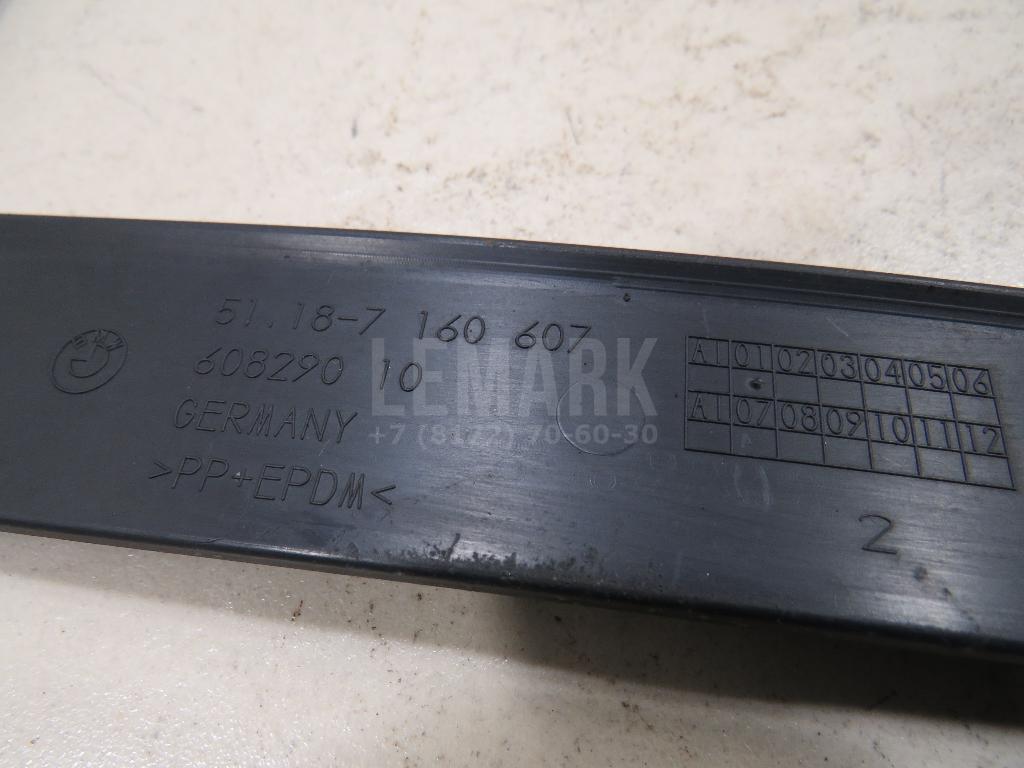 BMW
51.18-7 160 607
608290 10
GERMANY
>PP+EPDM<
LEMARK
+7 (8172) 70-60-30
A1 01 02 03 04 05 06
A1 07 08 09 10 11 12
2